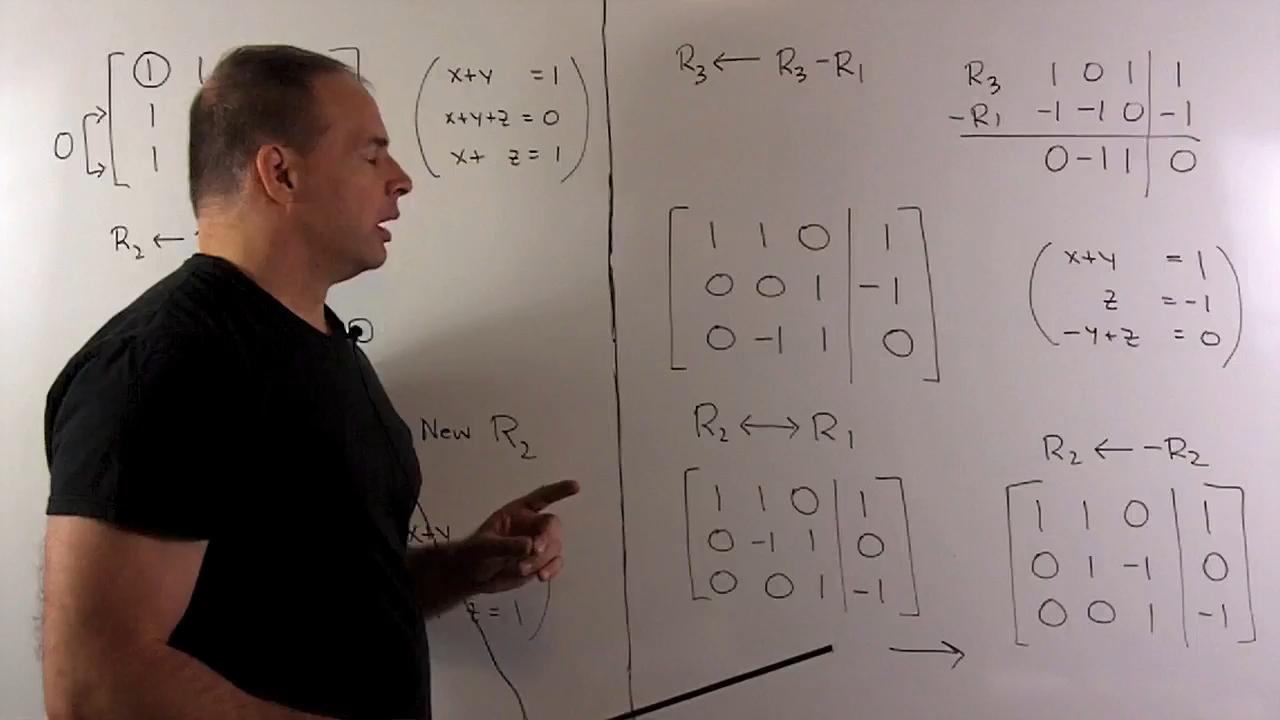 1 1
1
1
0
( x+y = 1
x+y+z = 0
x+ z = 1 )
R₂ ←
New R₂
x+y
z = 1
R₃ ← R₃ - R₁
R₃ 1 0 1 | 1
-R₁ -1 -1 0 | -1
0 -1 1 | 0
1 1 0 | 1
0 0 1 | -1
0 -1 1 | 0
( x+y = 1
z = -1
-y+z = 0 )
R₂ ↔ R₁
1 1 0 | 1
0 -1 1 | 0
0 0 1 | -1
→
R₂ ← -R₂
1 1 0 | 1
0 1 -1 | 0
0 0 1 | -1